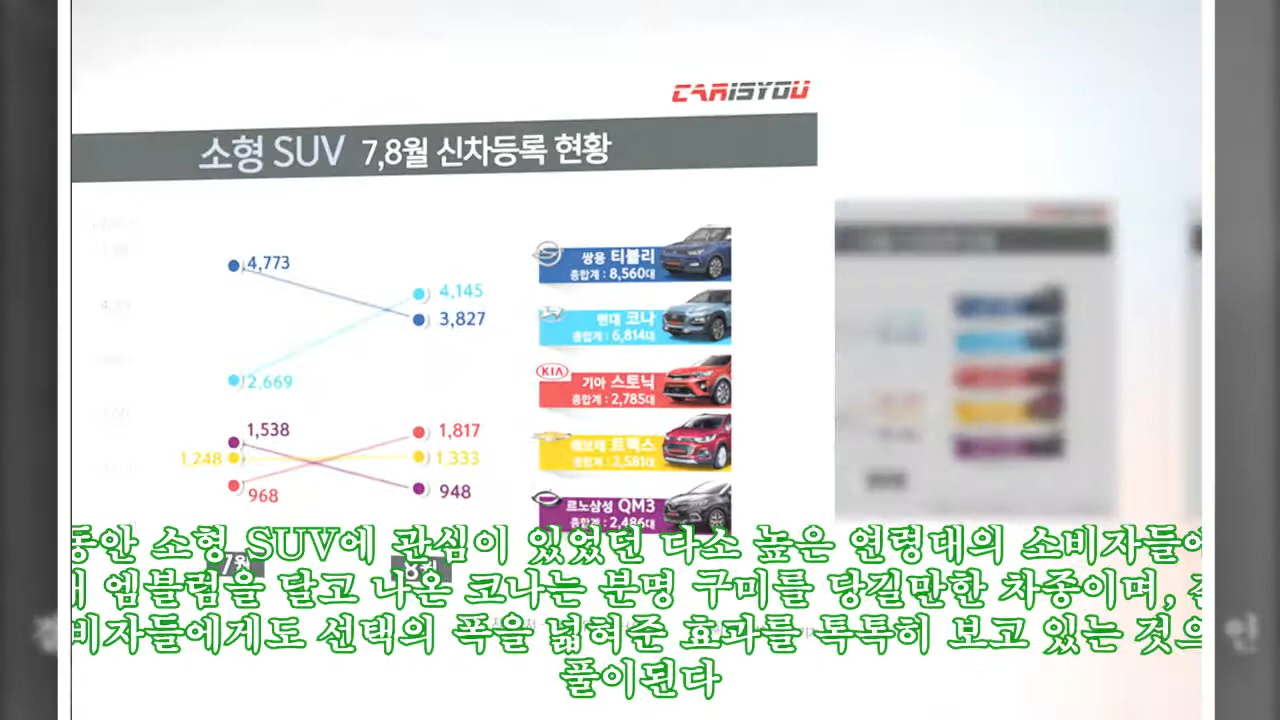 CARISYOU
소형 SUV 7,8월 신차등록 현황
4,773
4,145
3,827
2,669
1,538
1,817
1,248
1,333
968
948
쌍용 티볼리
총합계 : 8,560대
현대 코나
총합계 : 6,814대
KIA
기아 스토닉
총합계 : 2,785대
쉐보레 트랙스
총합계 : 2,581대
르노삼성 QM3
총합계 : 2,486대
7월
8월
동안 소형 SUV에 관심이 있었던 다소 높은 연령대의 소비자들에
엠블럼을 달고 나온 코나는 분명 구미를 당길만한 차종이며,
비자들에게도 선택의 폭을 넓혀준 효과를 톡톡히 보고 있는 것으
풀이된다
인